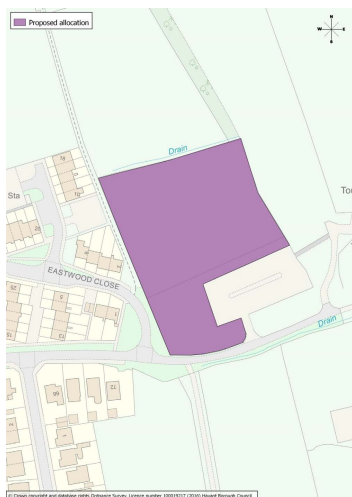 Proposed allocation
N
W E
S
Drain
Sta
Tou
EASTWOOD CLOSE
Drain
© Crown copyright and database rights Ordnance Survey. Licence number 100019217 (2016) Havant Borough Council